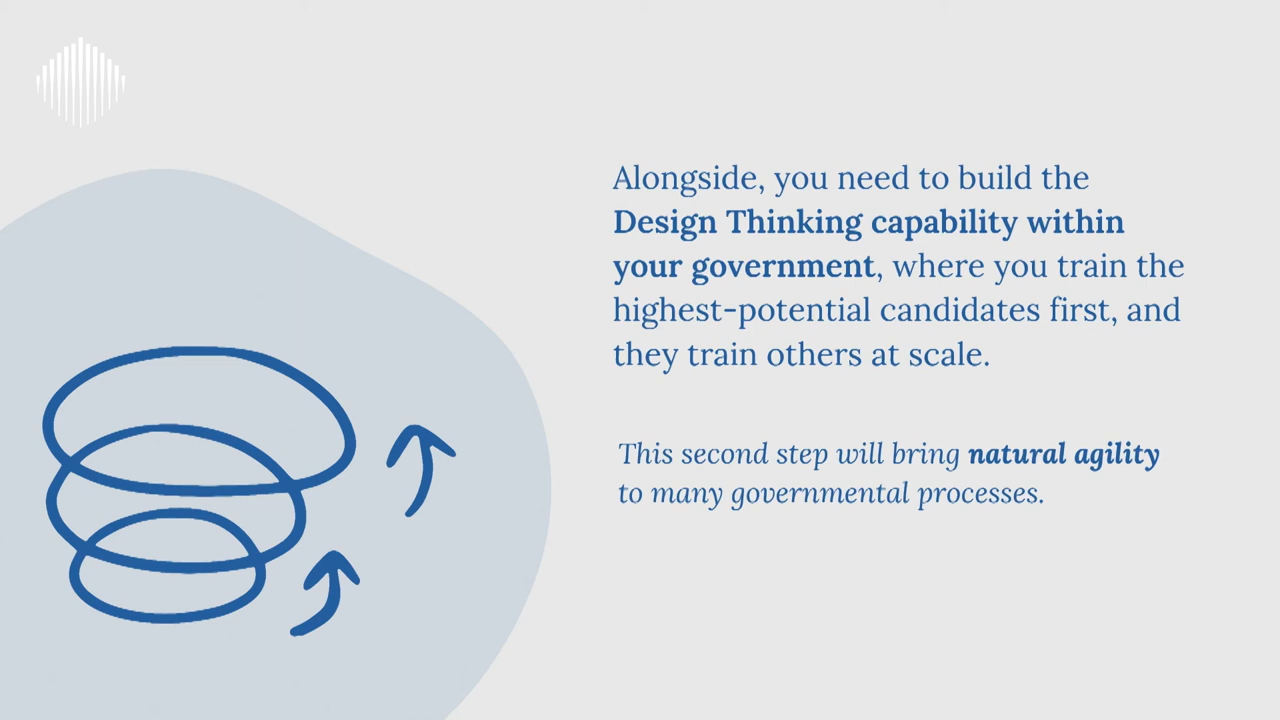 Alongside, you need to build the
Design Thinking capability within
your government, where you train the
highest-potential candidates first, and
they train others at scale.
This second step will bring natural agility
to many governmental processes.